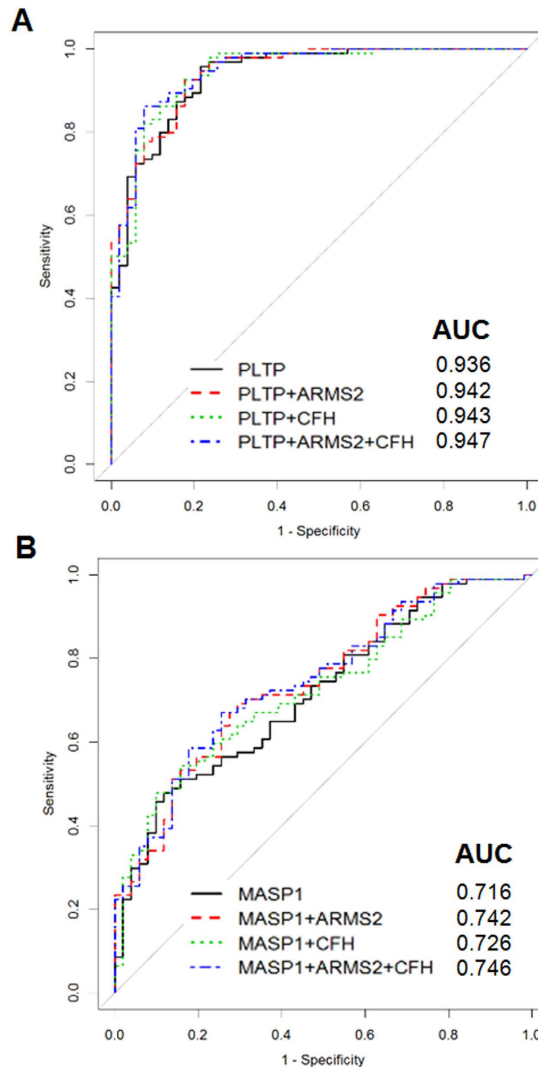 A
1.0
0.8
0.6
0.4
0.2
0.0
Sensitivity
AUC
PLTP 0.936
PLTP+ARMS2 0.942
PLTP+CFH 0.943
PLTP+ARMS2+CFH 0.947
0.0 0.2 0.4 0.6 0.8 1.0
1 - Specificity
B
1.0
0.8
0.6
0.4
0.2
0.0
Sensitivity
AUC
MASP1 0.716
MASP1+ARMS2 0.742
MASP1+CFH 0.726
MASP1+ARMS2+CFH 0.746
0.0 0.2 0.4 0.6 0.8 1.0
1 - Specificity